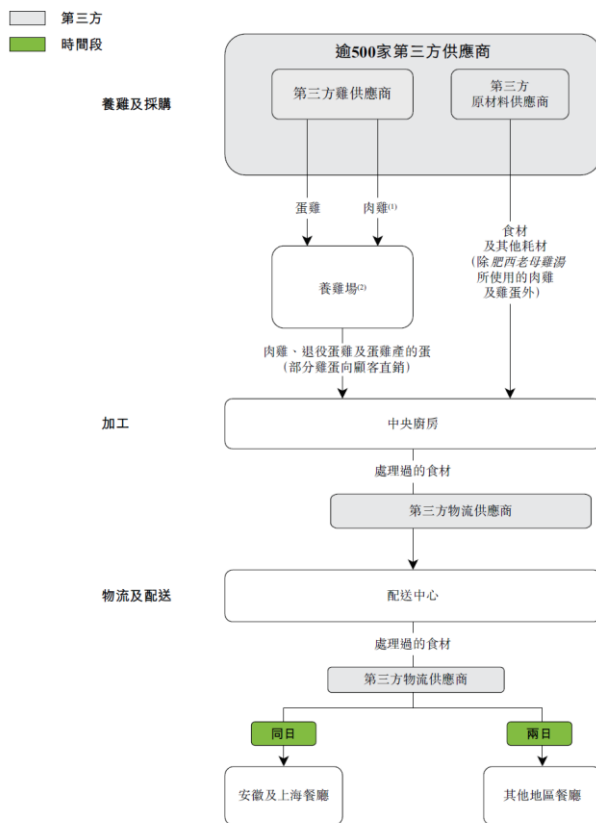 第三方
時間段
逾500家第三方供應商
養雞及採購
第三方雞供應商
第三方
原材料供應商
蛋雞
肉雞(1)
食材
及其他耗材
(除肥西老母雞湯
所使用的肉雞
及雞蛋外)
養雞場(2)
肉雞、退役蛋雞及蛋雞產的蛋
(部分雞蛋向顧客直銷)
加工
中央廚房
處理過的食材
第三方物流供應商
物流及配送
配送中心
處理過的食材
第三方物流供應商
同日
兩日
安徽及上海餐廳
其他地區餐廳